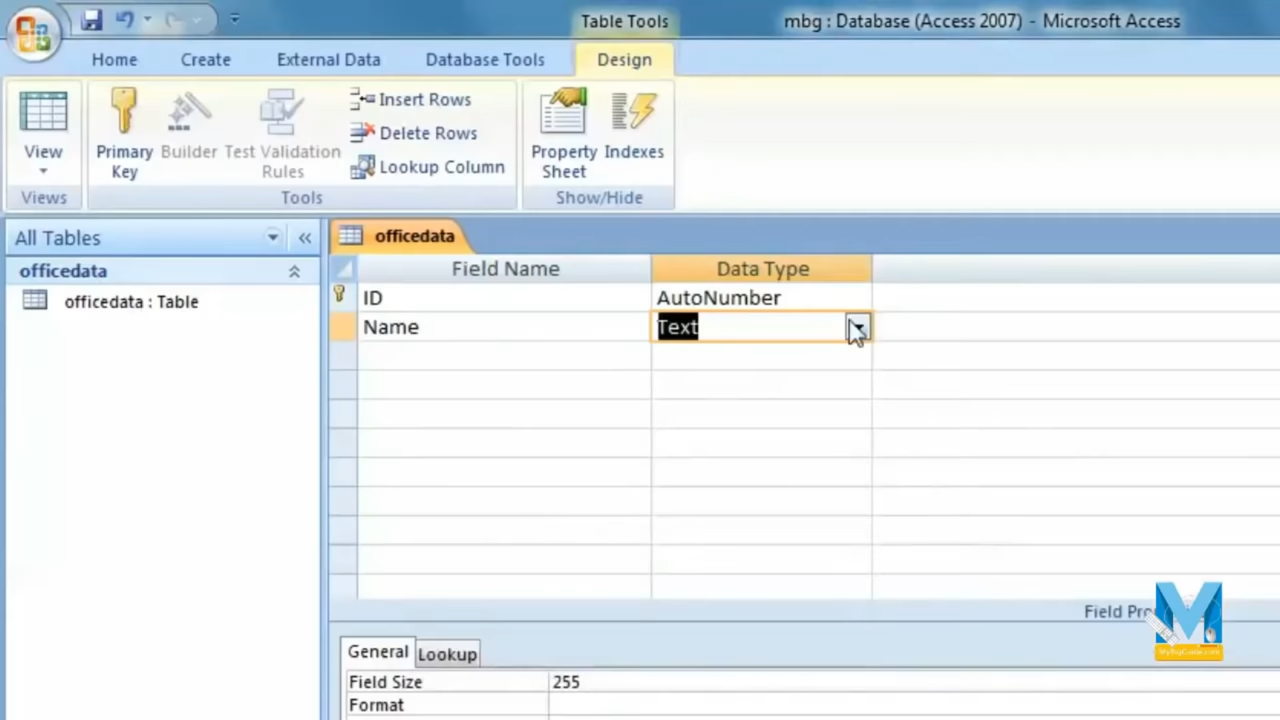 Table Tools
mbg : Database (Access 2007) - Microsoft Access
Home Create External Data Database Tools Design
View
Primary Key
Builder
Test Validation Rules
Insert Rows
Delete Rows
Lookup Column
Property Sheet
Indexes
Views Tools Show/Hide
All Tables
officedata
officedata : Table
officedata
Field Name Data Type
ID AutoNumber
Name Text
Field Pro
General Lookup
Field Size 255
Format